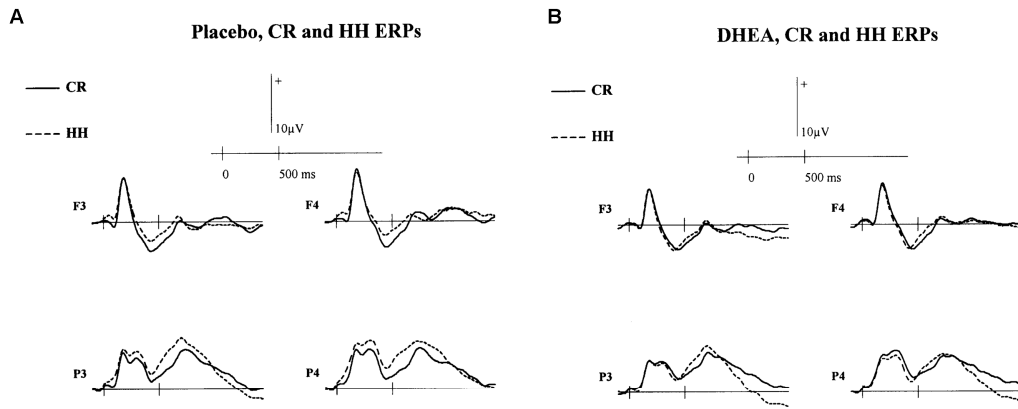 A
Placebo, CR and HH ERPs
CR
HH
+
10µV
0 500 ms
F3
F4
P3
P4
B
DHEA, CR and HH ERPs
CR
HH
+
10µV
0 500 ms
F3
F4
P3
P4